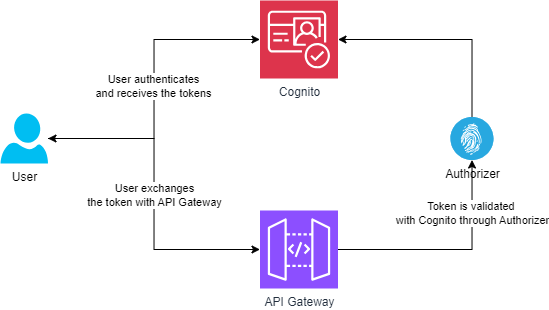 User authenticates
and receives the tokens
Cognito
User
User exchanges
the token with API Gateway
Authorizer
Token is validated
with Cognito through Authorizer
API Gateway